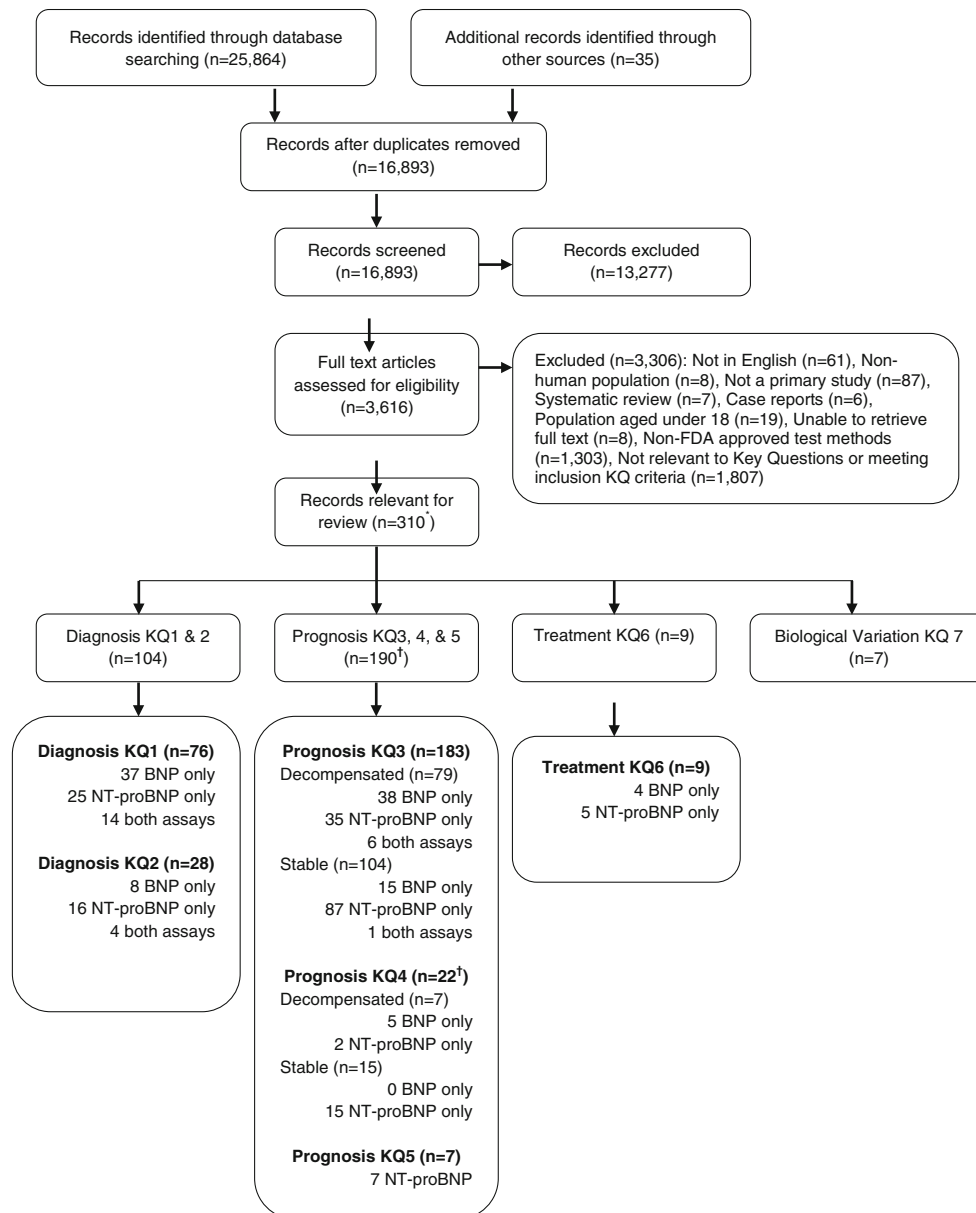 Records identified through database
searching (n=25,864)
Additional records identified through
other sources (n=35)
Records after duplicates removed
(n=16,893)
Records screened
(n=16,893)
Records excluded
(n=13,277)
Full text articles
assessed for eligibility
(n=3,616)
Excluded (n=3,306): Not in English (n=61), Non-
human population (n=8), Not a primary study (n=87),
Systematic review (n=7), Case reports (n=6),
Population aged under 18 (n=19), Unable to retrieve
full text (n=8), Non-FDA approved test methods
(n=1,303), Not relevant to Key Questions or meeting
inclusion KQ criteria (n=1,807)
Records relevant for
review (n=310*)
Diagnosis KQ1 & 2
(n=104)
Prognosis KQ3, 4, & 5
(n=190†)
Treatment KQ6 (n=9)
Biological Variation KQ 7
(n=7)
Diagnosis KQ1 (n=76)
37 BNP only
25 NT-proBNP only
14 both assays
Diagnosis KQ2 (n=28)
8 BNP only
16 NT-proBNP only
4 both assays
Prognosis KQ3 (n=183)
Decompensated (n=79)
38 BNP only
35 NT-proBNP only
6 both assays
Stable (n=104)
15 BNP only
87 NT-proBNP only
1 both assays
Prognosis KQ4 (n=22†)
Decompensated (n=7)
5 BNP only
2 NT-proBNP only
Stable (n=15)
0 BNP only
15 NT-proBNP only
Prognosis KQ5 (n=7)
7 NT-proBNP
Treatment KQ6 (n=9)
4 BNP only
5 NT-proBNP only